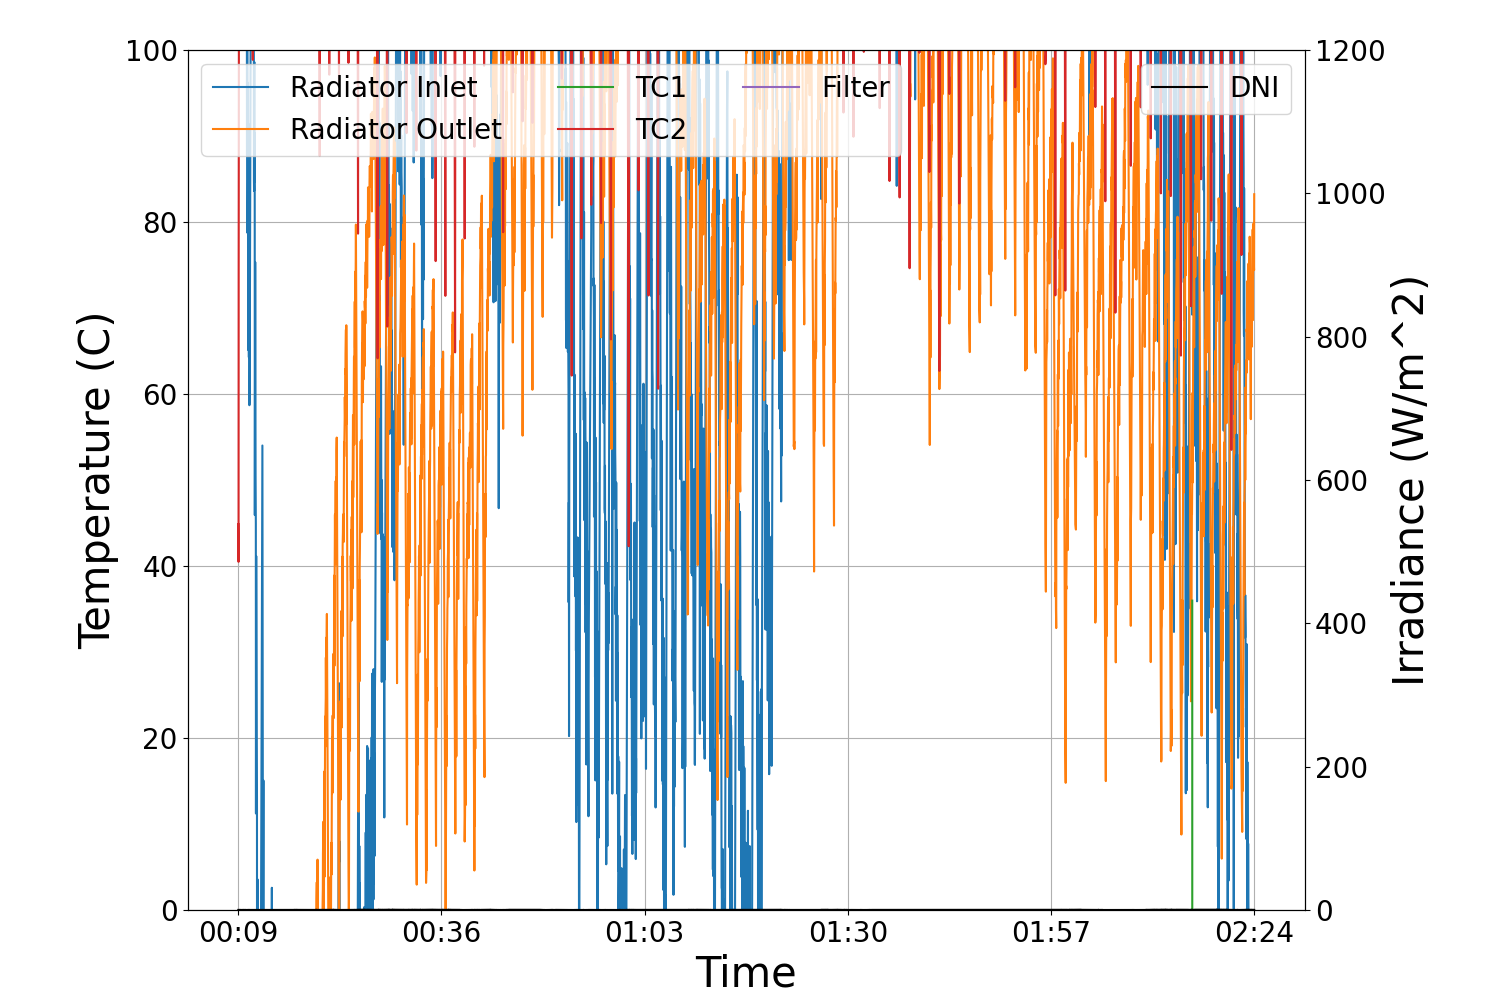 Radiator Inlet
Radiator Outlet
TC1
TC2
Filter
DNI
Temperature (C)
100
80
60
40
20
0
1200
1000
800
600
400
200
0
Irradiance (W/m^2)
00:09
00:36
01:03
01:30
01:57
02:24
Time